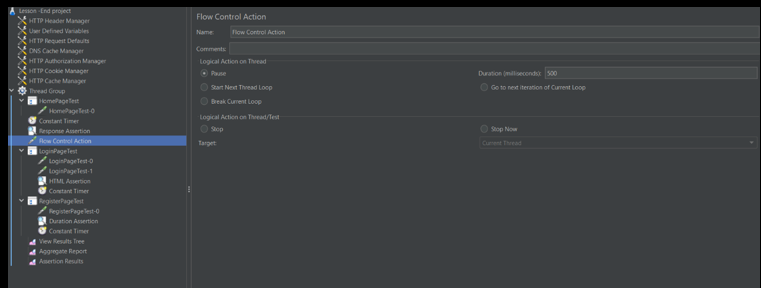 Lesson -End project
HTTP Header Manager
User Defined Variables
HTTP Request Defaults
DNS Cache Manager
HTTP Authorization Manager
HTTP Cookie Manager
HTTP Cache Manager
Thread Group
HomePageTest
HomePageTest-0
Constant Timer
Response Assertion
Flow Control Action
LoginPageTest
LoginPageTest-0
LoginPageTest-1
HTML Assertion
Constant Timer
RegisterPageTest
RegisterPageTest-0
Duration Assertion
Constant Timer
View Results Tree
Aggregate Report
Assertion Results
Flow Control Action
Name: Flow Control Action
Comments:
Logical Action on Thread
Pause Duration (milliseconds): 500
Start Next Thread Loop Go to next iteration of Current Loop
Break Current Loop
Logical Action on Thread/Test
Stop Stop Now
Target: Current Thread